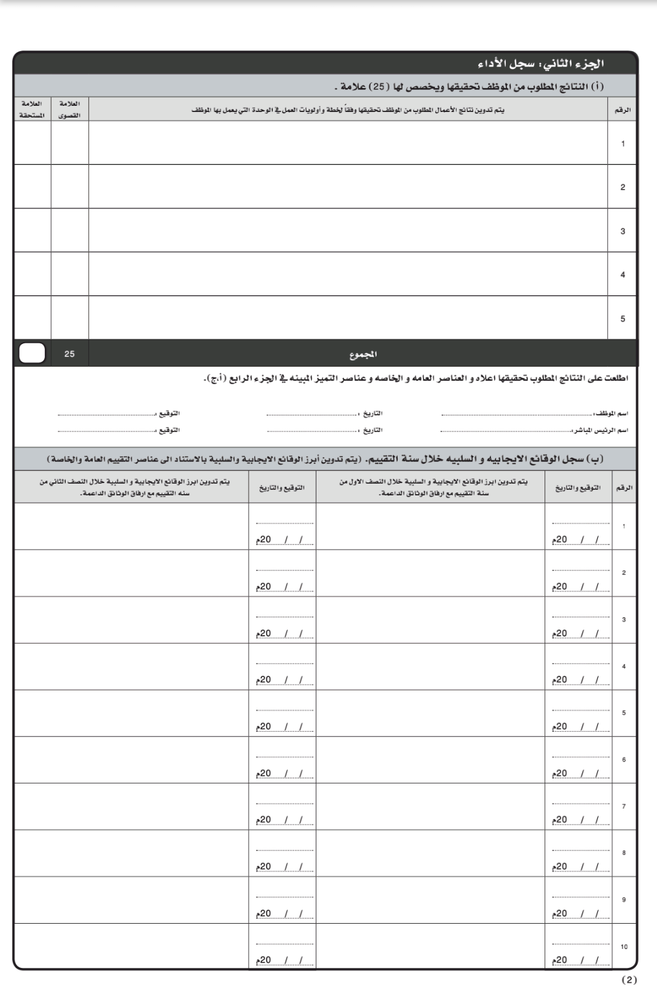 الجزء الثاني: سجل الأداء
(أ) النتائج المطلوب من الموظف تحقيقها ويخصص لها (25) علامة .
الرقم
يتم تدوين نتائج الأعمال المطلوب من الموظف تحقيقها وفقاً لخطة و أولويات العمل في الوحدة التي يعمل بها الموظف
العلامة القصوى
العلامة المستحقة
1
2
3
4
5
المجموع
25
اطلعت على النتائج المطلوب تحقيقها اعلاه و العناصر العامه و الخاصه و عناصر التميز المبينه في الجزء الرابع (أ،ج).
اسم الموظف: التاريخ : التوقيع :
اسم الرئيس المباشر: التاريخ : التوقيع :
(ب) سجل الوقائع الايجابيه و السلبيه خلال سنة التقييم. (يتم تدوين أبرز الوقائع الايجابية والسلبية بالاستناد الى عناصر التقييم العامة والخاصة)
الرقم
التوقيع والتاريخ
يتم تدوين ابرز الوقائع الايجابية و السلبية خلال النصف الاول من
سنة التقييم مع ارفاق الوثائق الداعمة.
التوقيع والتاريخ
يتم تدوين ابرز الوقائع الايجابية و السلبية خلال النصف الثاني من
سنه التقييم مع ارفاق الوثائق الداعمة.
1
/ / 20م / / 20م
2
/ / 20م / / 20م
3
/ / 20م / / 20م
4
/ / 20م / / 20م
5
/ / 20م / / 20م
6
/ / 20م / / 20م
7
/ / 20م / / 20م
8
/ / 20م / / 20م
9
/ / 20م / / 20م
10
/ / 20م / / 20م
(2)